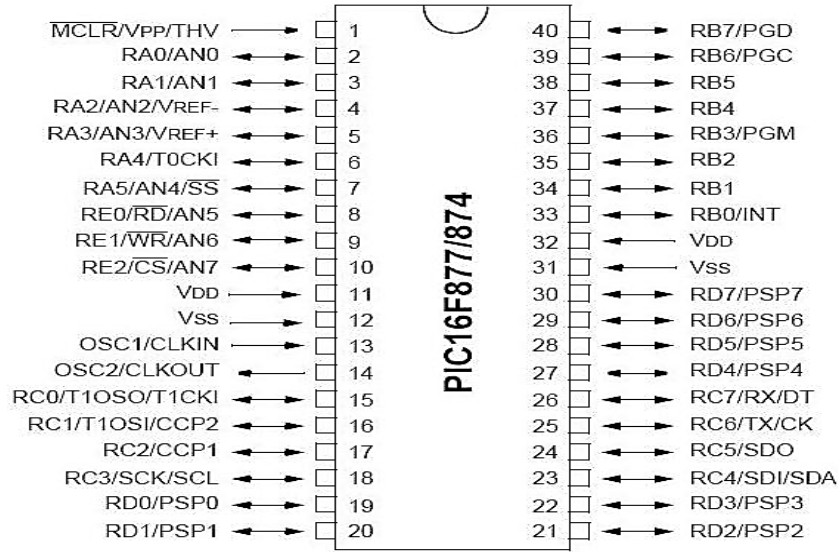 MCLR/VPP/THV 1 40 RB7/PGD
RA0/AN0 2 39 RB6/PGC
RA1/AN1 3 38 RB5
RA2/AN2/VREF- 4 37 RB4
RA3/AN3/VREF+ 5 36 RB3/PGM
RA4/T0CKI 6 35 RB2
RA5/AN4/SS 7 34 RB1
RE0/RD/AN5 8 33 RB0/INT
RE1/WR/AN6 9 32 VDD
RE2/CS/AN7 10 31 VSS
VDD 11 30 RD7/PSP7
VSS 12 29 RD6/PSP6
OSC1/CLKIN 13 28 RD5/PSP5
OSC2/CLKOUT 14 27 RD4/PSP4
RC0/T1OSO/T1CKI 15 26 RC7/RX/DT
RC1/T1OSI/CCP2 16 25 RC6/TX/CK
RC2/CCP1 17 24 RC5/SDO
RC3/SCK/SCL 18 23 RC4/SDI/SDA
RD0/PSP0 19 22 RD3/PSP3
RD1/PSP1 20 21 RD2/PSP2
PIC16F877/874